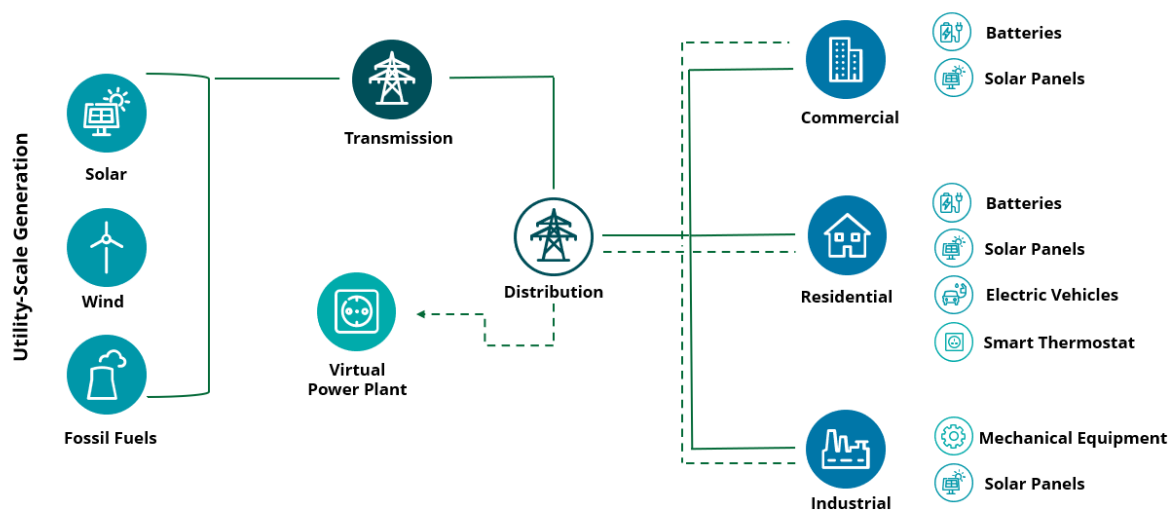 Utility-Scale Generation
Solar
Wind
Fossil Fuels
Transmission
Distribution
Virtual
Power Plant
Commercial
Batteries
Solar Panels
Residential
Batteries
Solar Panels
Electric Vehicles
Smart Thermostat
Industrial
Mechanical Equipment
Solar Panels